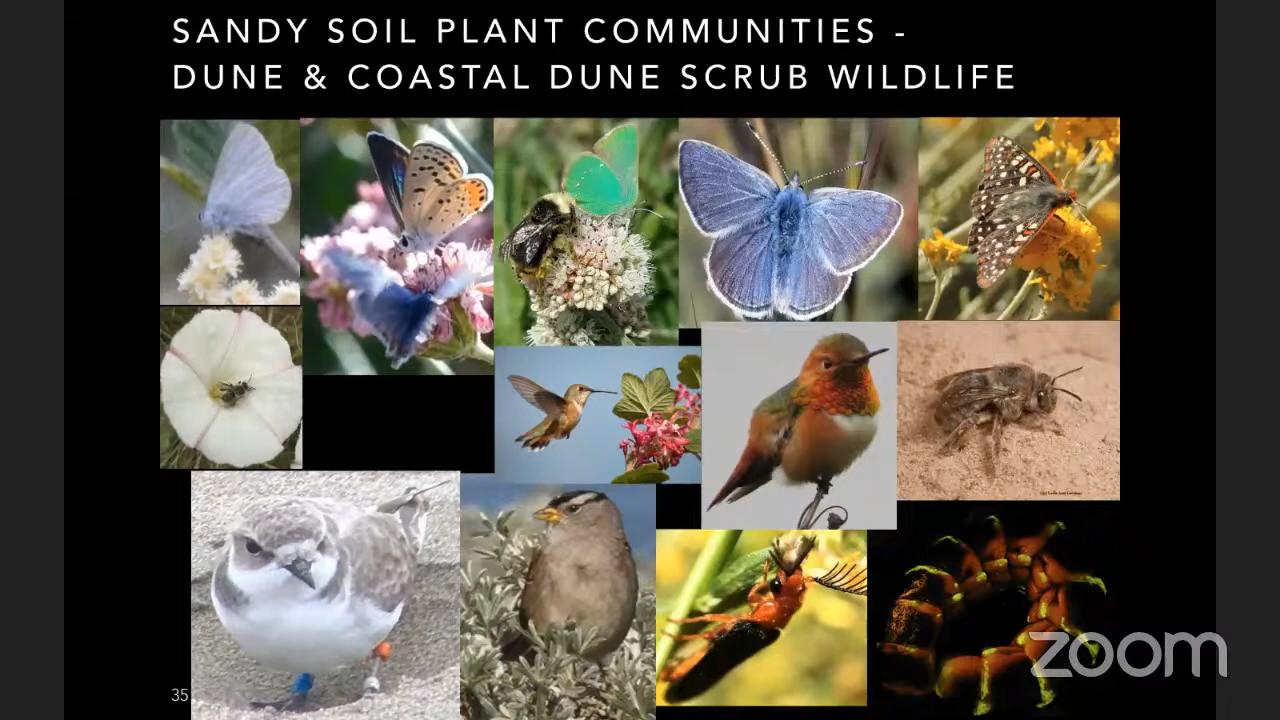 SANDY SOIL PLANT COMMUNITIES -
DUNE & COASTAL DUNE SCRUB WILDLIFE
35
zoom